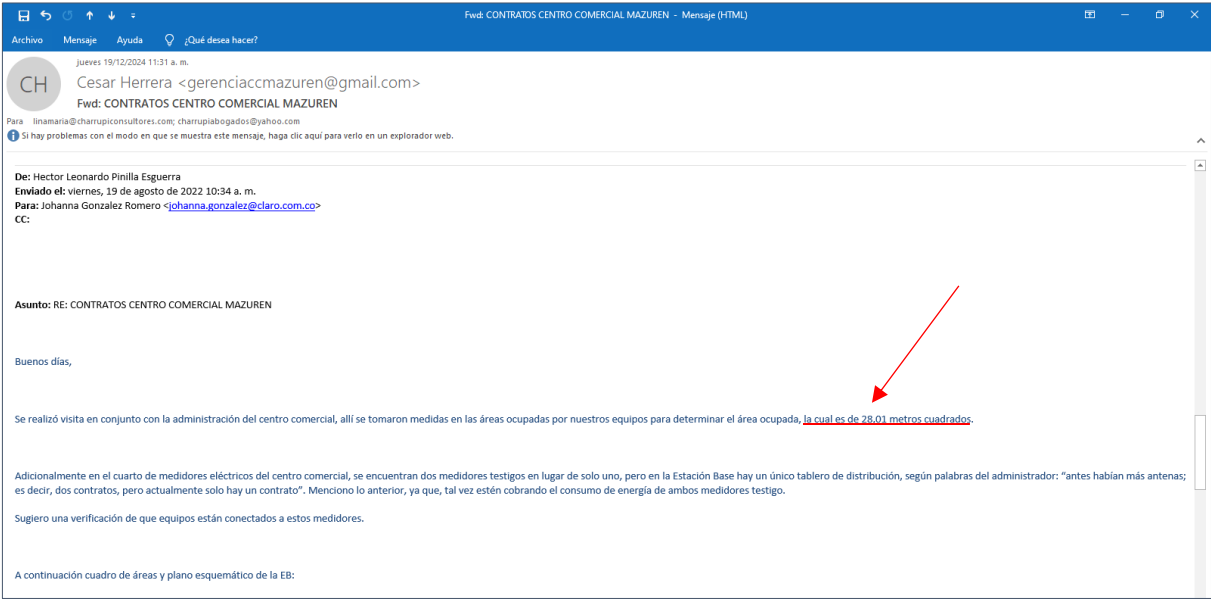 Fwd: CONTRATOS CENTRO COMERCIAL MAZUREN - Mensaje (HTML)
Archivo Mensaje Ayuda ¿Qué desea hacer?
jueves 19/12/2024 11:31 a. m.
CH
Cesar Herrera <gerenciaccmazuren@gmail.com>
Fwd: CONTRATOS CENTRO COMERCIAL MAZUREN
Para linamaria@charrupiconsultores.com; charrupiabogados@yahoo.com
Si hay problemas con el modo en que se muestra este mensaje, haga clic aquí para verlo en un explorador web.
De: Hector Leonardo Pinilla Esguerra
Enviado el: viernes, 19 de agosto de 2022 10:34 a. m.
Para: Johanna Gonzalez Romero <johanna.gonzalez@claro.com.co>
CC:
Asunto: RE: CONTRATOS CENTRO COMERCIAL MAZUREN
Buenos días,
Se realizó visita en conjunto con la administración del centro comercial, allí se tomaron medidas en las áreas ocupadas por nuestros equipos para determinar el área ocupada, la cual es de 28,01 metros cuadrados.
Adicionalmente en el cuarto de medidores eléctricos del centro comercial, se encuentran dos medidores testigos en lugar de solo uno, pero en la Estación Base hay un único tablero de distribución, según palabras del administrador: “antes habían más antenas;
es decir, dos contratos, pero actualmente solo hay un contrato”. Menciono lo anterior, ya que, tal vez estén cobrando el consumo de energía de ambos medidores testigo.
Sugiero una verificación de que equipos están conectados a estos medidores.
A continuación cuadro de áreas y plano esquemático de la EB: